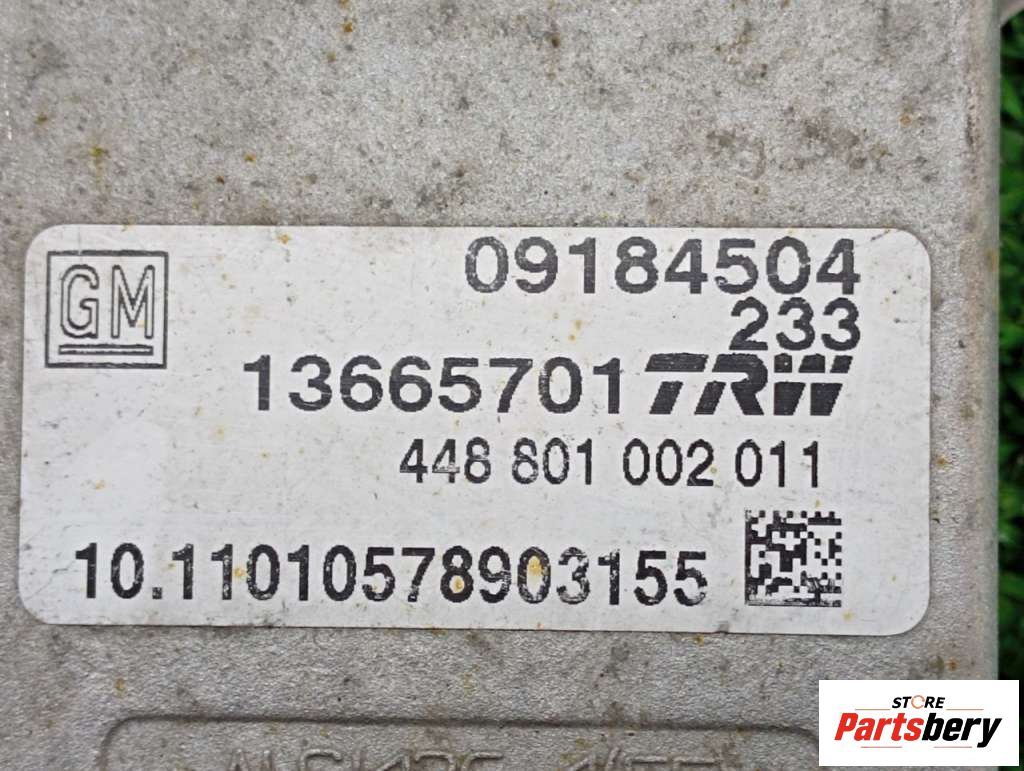 GM
09184504
233
13665701 TRW
448 801 002 011
10.11010578903155
STORE
Partsbery